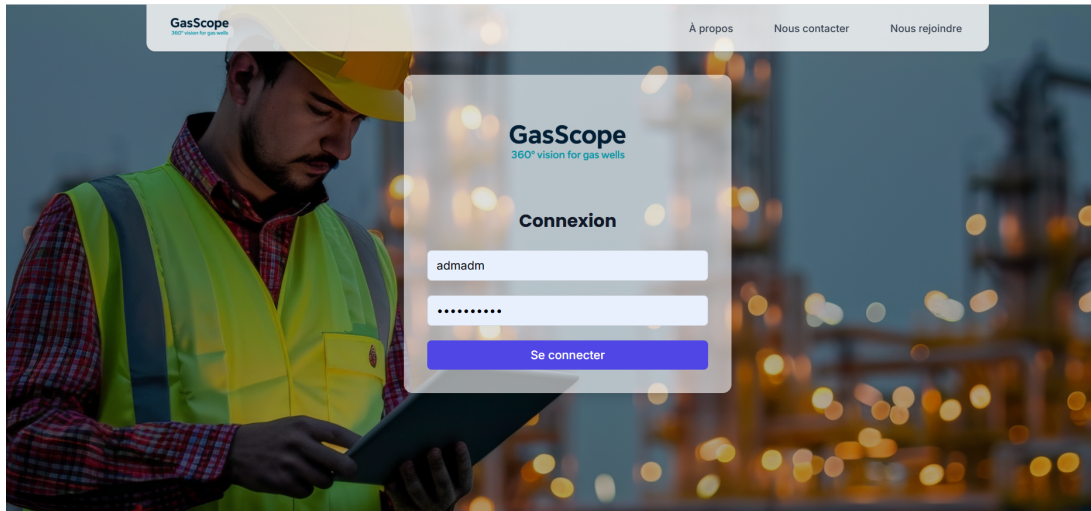 GasScope
360° vision for gas wells
À propos
Nous contacter
Nous rejoindre
GasScope
360° vision for gas wells
Connexion
admadm
••••••••••
Se connecter